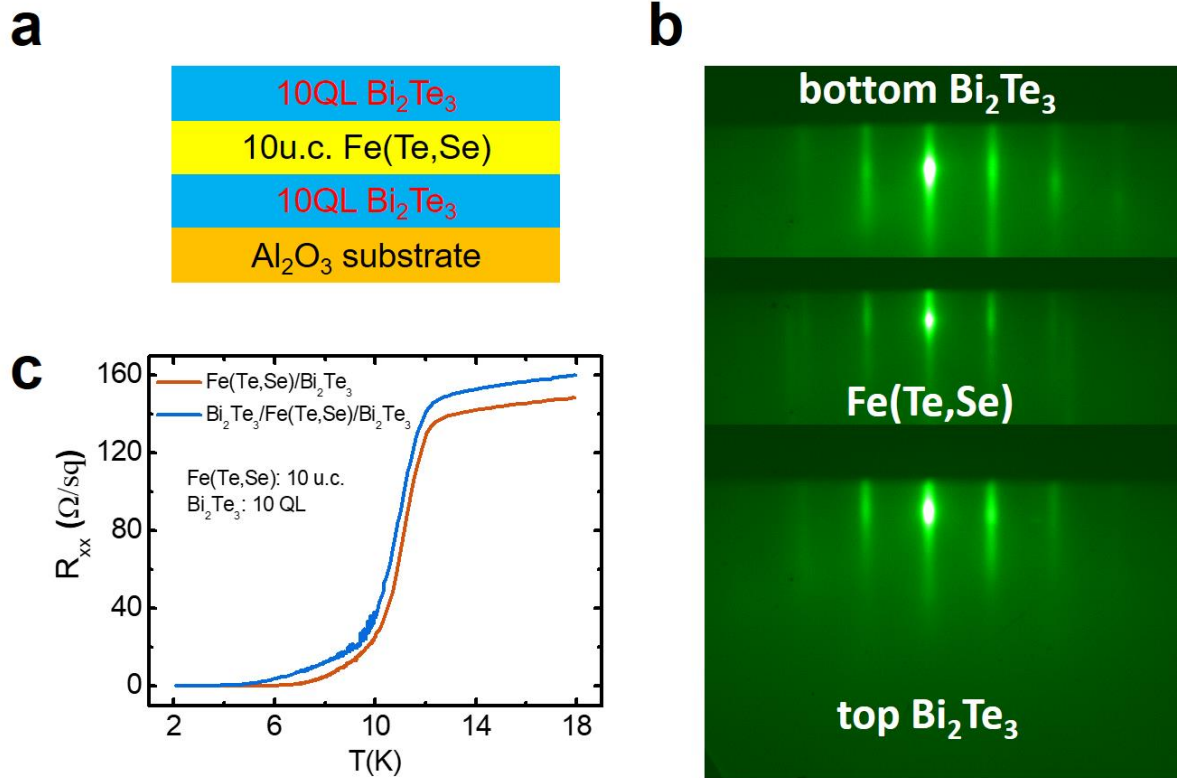 a
10QL Bi₂Te₃
10u.c. Fe(Te,Se)
10QL Bi₂Te₃
Al₂O₃ substrate
b
bottom Bi₂Te₃
Fe(Te,Se)
top Bi₂Te₃
c
Fe(Te,Se)/Bi₂Te₃
Bi₂Te₃/Fe(Te,Se)/Bi₂Te₃
Fe(Te,Se): 10 u.c.
Bi₂Te₃: 10 QL
Rₓₓ (Ω/sq)
160
120
80
40
0
2 6 10 14 18
T(K)